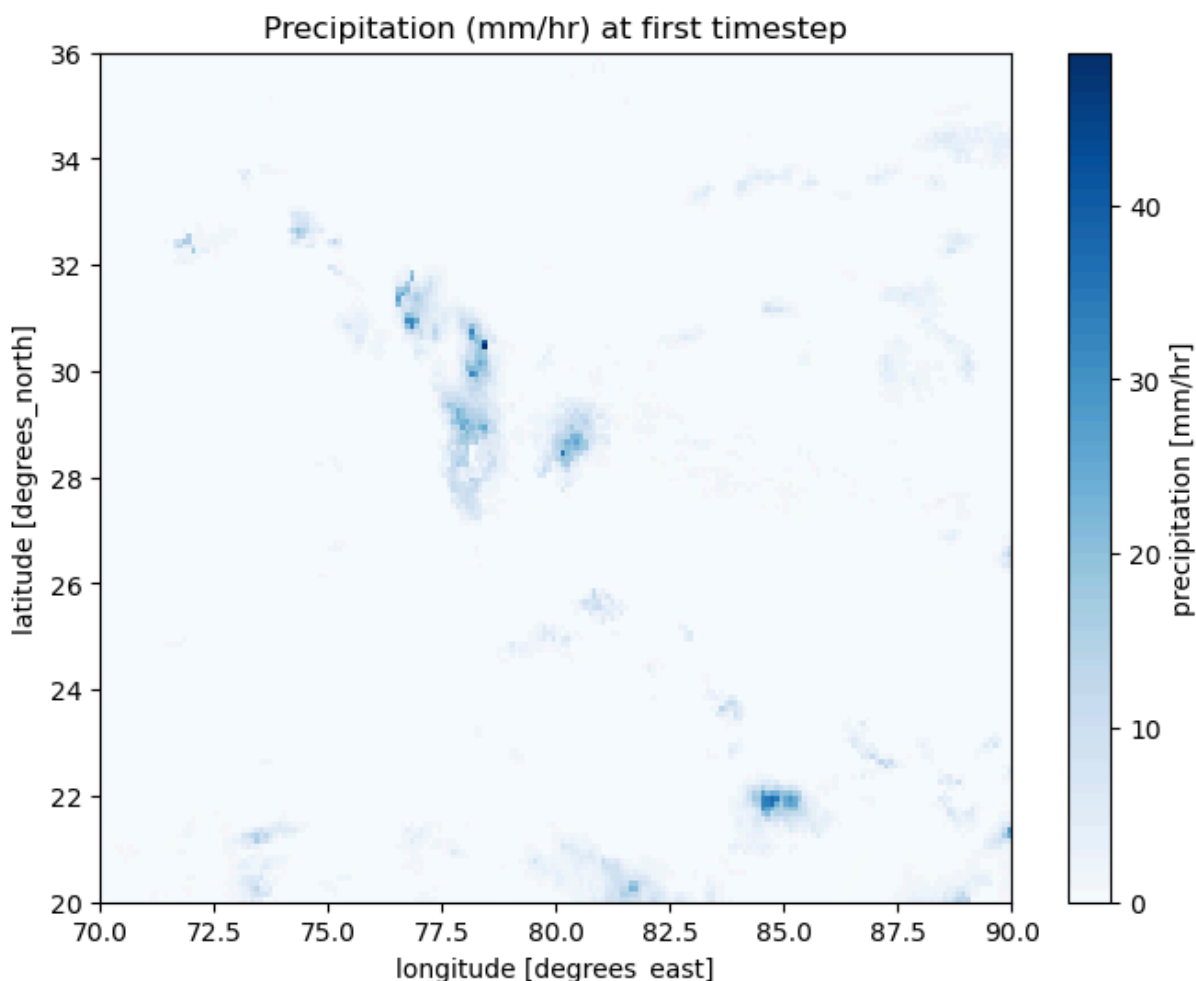 Precipitation (mm/hr) at first timestep
36
34
32
30
28
26
24
22
20
latitude [degrees_north]
70.0 72.5 75.0 77.5 80.0 82.5 85.0 87.5 90.0
longitude [degrees_east]
40
30
20
10
0
precipitation [mm/hr]